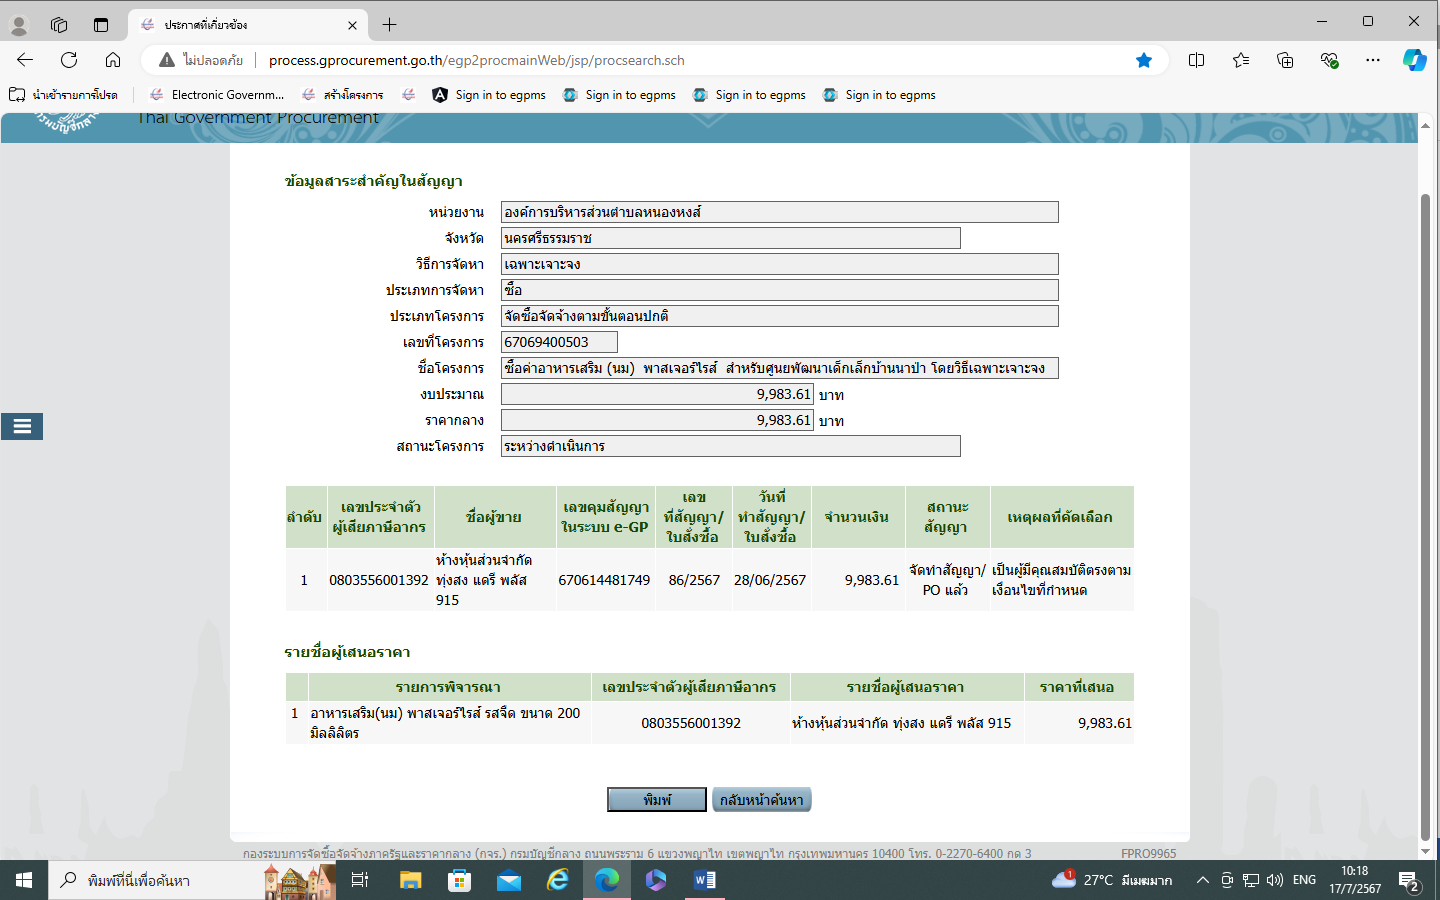 ประกาศที่เกี่ยวข้อง
ไม่ปลอดภัย process.gprocurement.go.th/egp2procmainWeb/jsp/procsearch.sch
นำเข้ารายการโปรด Electronic Governm... สร้างโครงการ Sign in to egpms Sign in to egpms Sign in to egpms Sign in to egpms
Thai Government Procurement
ข้อมูลสาระสำคัญในสัญญา
หน่วยงาน องค์การบริหารส่วนตำบลหนองหงส์
จังหวัด นครศรีธรรมราช
วิธีการจัดหา เฉพาะเจาะจง
ประเภทการจัดหา ซื้อ
ประเภทโครงการ จัดซื้อจัดจ้างตามขั้นตอนปกติ
เลขที่โครงการ 67069400503
ชื่อโครงการ ซื้อค่าอาหารเสริม (นม) พาสเจอร์ไรส์ สำหรับศูนยพัฒนาเด็กเล็กบ้านนาป่า โดยวิธีเฉพาะเจาะจง
งบประมาณ 9,983.61 บาท
ราคากลาง 9,983.61 บาท
สถานะโครงการ ระหว่างดำเนินการ
ลำดับ เลขประจำตัว ผู้เสียภาษีอากร ชื่อผู้ขาย เลขคุมสัญญา ในระบบ e-GP เลข ที่สัญญา/ ใบสั่งซื้อ วันที่ ทำสัญญา/ ใบสั่งซื้อ จำนวนเงิน สถานะ สัญญา เหตุผลที่คัดเลือก
1 0803556001392 ห้างหุ้นส่วนจำกัด ทุ่งสง แดรี่ พลัส 915 670614481749 86/2567 28/06/2567 9,983.61 จัดทำสัญญา/ PO แล้ว เป็นผู้มีคุณสมบัติตรงตาม เงื่อนไขที่กำหนด
รายชื่อผู้เสนอราคา
รายการพิจารณา เลขประจำตัวผู้เสียภาษีอากร รายชื่อผู้เสนอราคา ราคาที่เสนอ
1 อาหารเสริม(นม) พาสเจอร์ไรส์ รสจืด ขนาด 200 มิลลิลิตร 0803556001392 ห้างหุ้นส่วนจำกัด ทุ่งสง แดรี่ พลัส 915 9,983.61
พิมพ์ กลับหน้าค้นหา
กองระบบการจัดซื้อจัดจ้างภาครัฐและราคากลาง (กจร.) กรมบัญชีกลาง ถนนพระราม 6 แขวงพญาไท เขตพญาไท กรุงเทพมหานคร 10400 โทร. 0-2270-6400 กด 3 FPRO9965
พิมพ์ที่นี่เพื่อค้นหา 1 27°C มีเมฆมาก ENG 10:18
17/7/2567 2